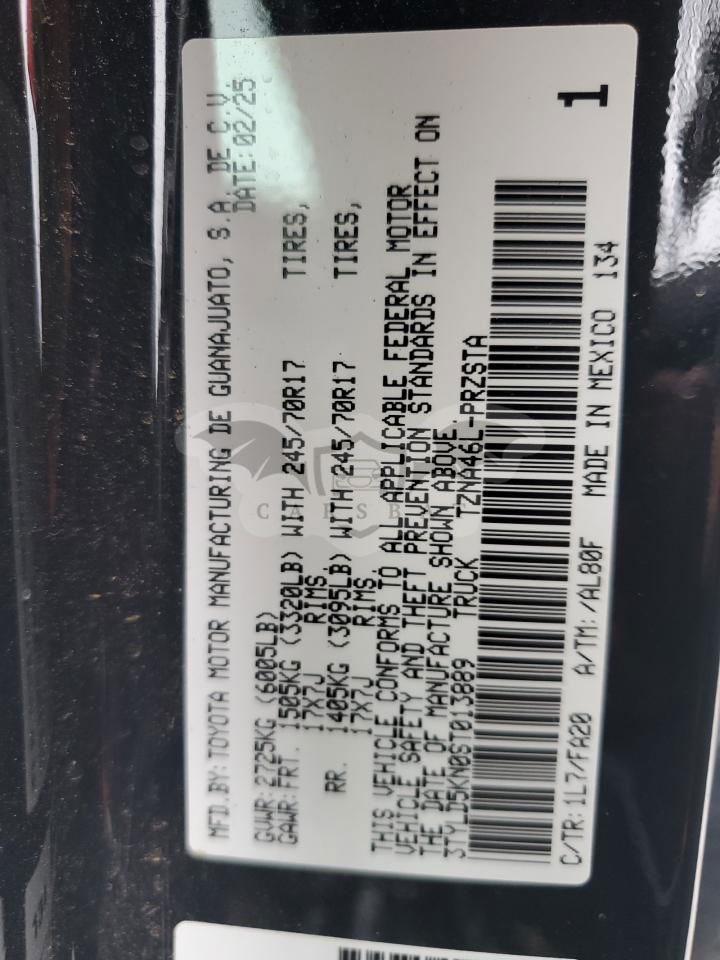 MFD.BY:TOYOTA MOTOR MANUFACTURING DE GUANAJUATO, S.A DE C.V.
DATE:02/25
GVWR:2725KG (6005LB)
GAWR:FRT. 1505KG (3320LB) WITH 245/70R17 TIRES,
17X7J RIMS,
RR. 1405KG (3095LB) WITH 245/70R17 TIRES,
17X7J RIMS,
THIS VEHICLE CONFORMS TO ALL APPLICABLE FEDERAL MOTOR
VEHICLE SAFETY AND THEFT PREVENTION STANDARDS IN EFFECT ON
THE DATE OF MANUFACTURE SHOWN ABOVE.
3TYLD5KN0ST013889 TRUCK TZNA46L-PRZSTA
C/TR:1L7/FA20 A/TM:/AL80F MADE IN MEXICO 134
1